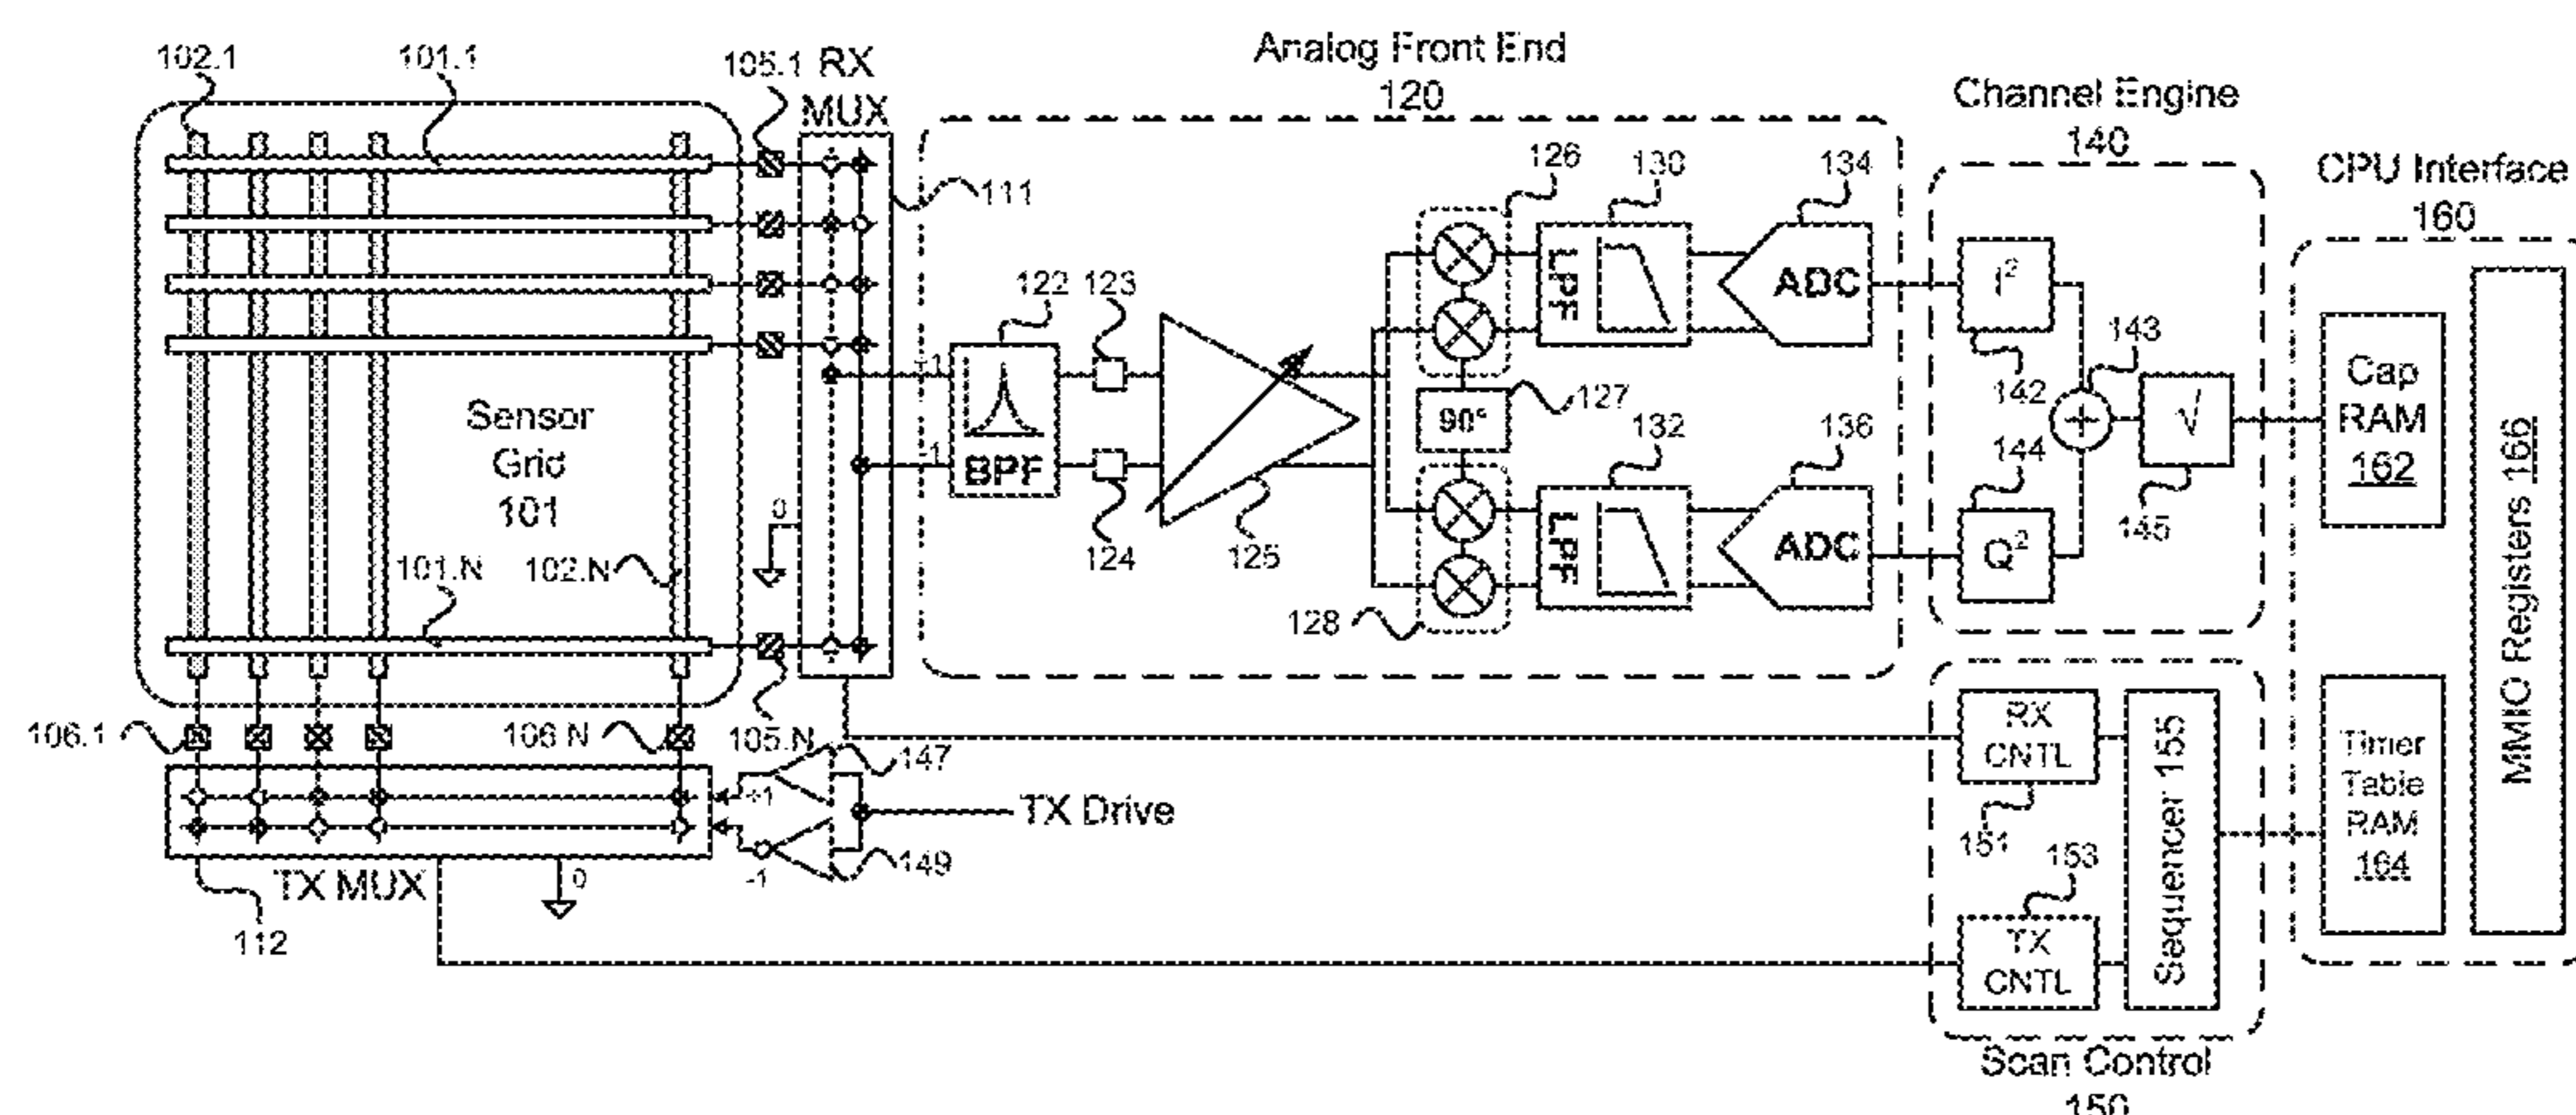 102.1
101.1
105.1 RX
MUX
Analog Front End
120
Channel Engine
140
CPU Interface
160
111
126
130
134
122
123
LPF
ADC
I²
142
143
Cap
RAM
162
MMIO Registers 166
+1
-1
BPF
90°
127
√
145
Sensor
Grid
101
0
124
125
132
136
144
LPF
ADC
Q²
128
101.N
102.N
106.1
106.N
105.N
147
+1
TX Drive
-1
149
TX MUX
0
112
RX
CNTL
151
153
TX
CNTL
Sequencer 155
Timer
Table
RAM
164
Scan Control
150